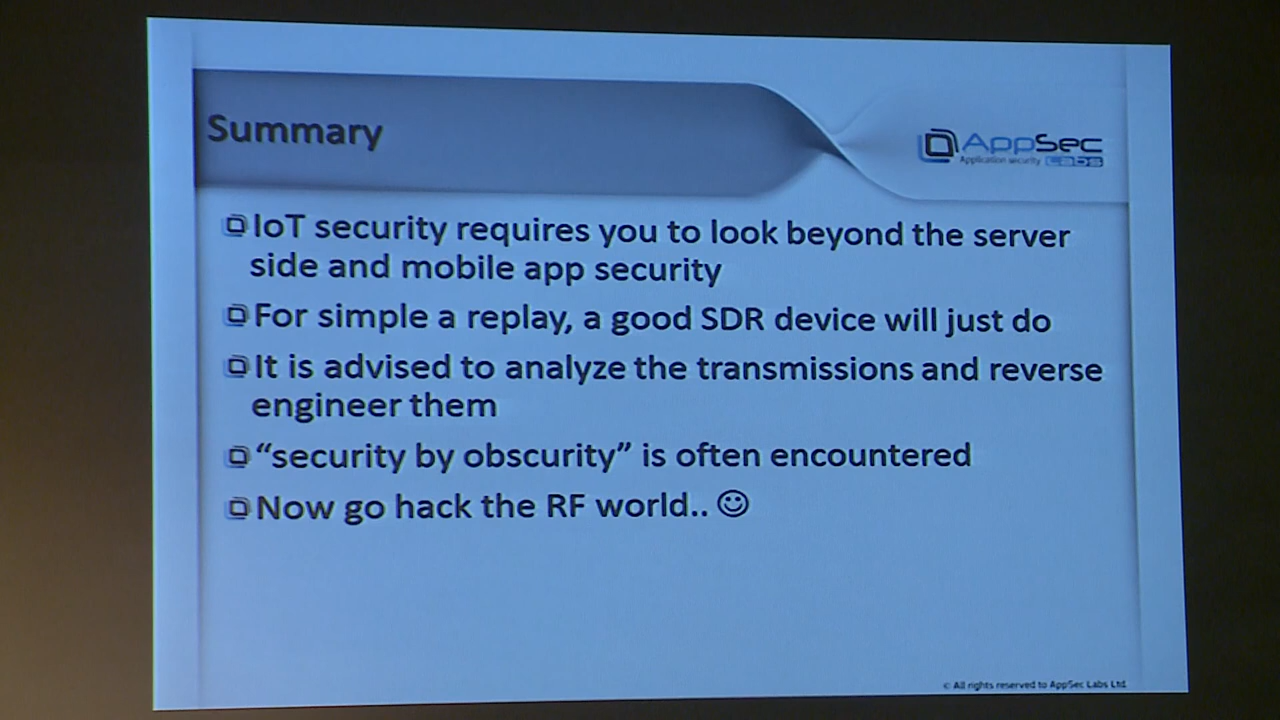 Summary
AppSec
Application security Labs
IoT security requires you to look beyond the server
side and mobile app security
For simple a replay, a good SDR device will just do
It is advised to analyze the transmissions and reverse
engineer them
“security by obscurity” is often encountered
Now go hack the RF world.. ☺
© All rights reserved to AppSec Labs Ltd.